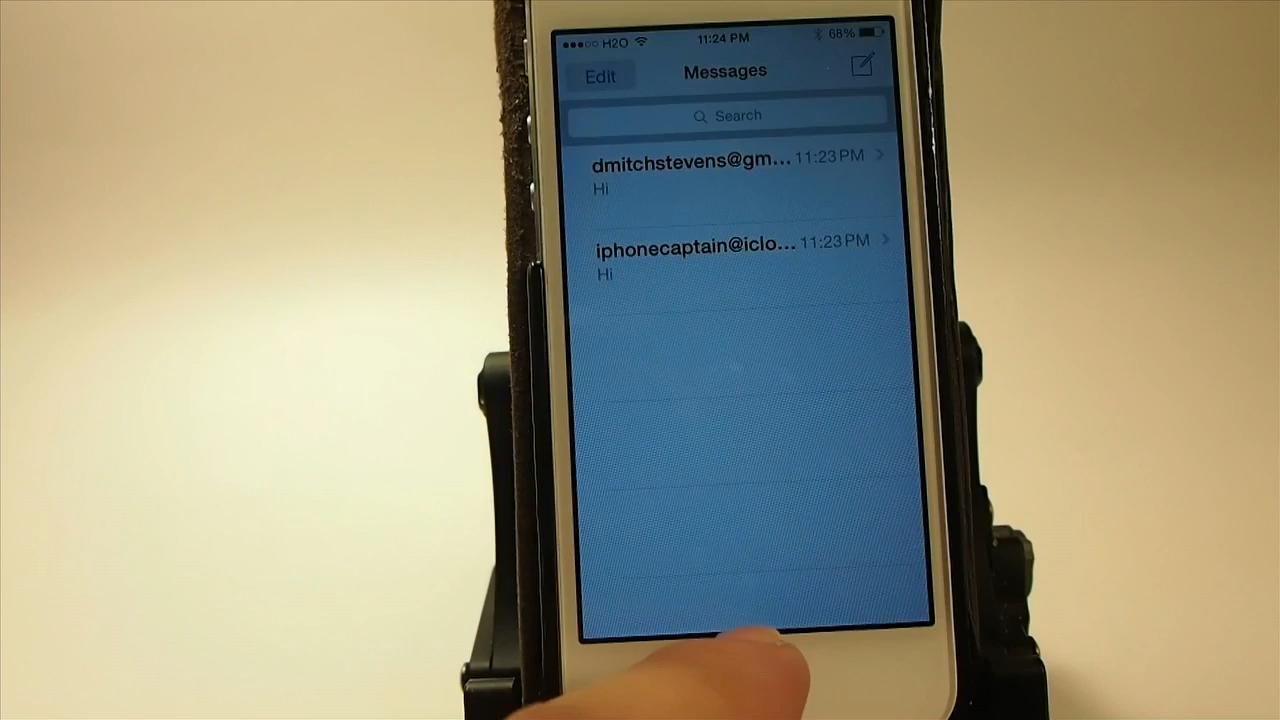 H2O 11:24 PM 68%
Edit Messages
Search
dmitchstevens@gm... 11:23 PM
Hi
iphonecaptain@iclo... 11:23 PM
Hi